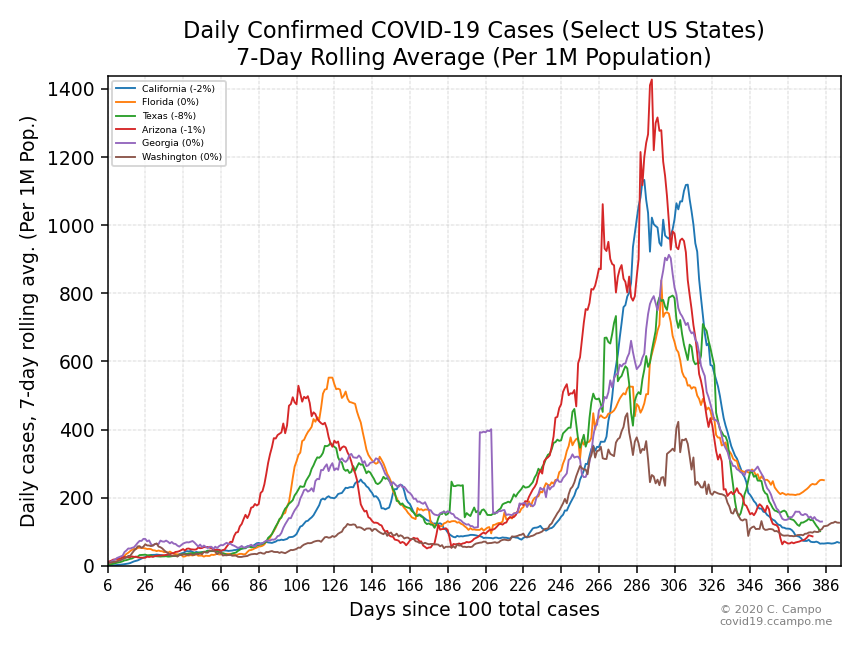 Daily Confirmed COVID-19 Cases (Select US States)
7-Day Rolling Average (Per 1M Population)
Daily cases, 7-day rolling avg. (Per 1M Pop.)
1400
1200
1000
800
600
400
200
0
California (-2%)
Florida (0%)
Texas (-8%)
Arizona (-1%)
Georgia (0%)
Washington (0%)
6 26 46 66 86 106 126 146 166 186 206 226 246 266 286 306 326 346 366 386
Days since 100 total cases
© 2020 C. Campo
covid19.ccampo.me